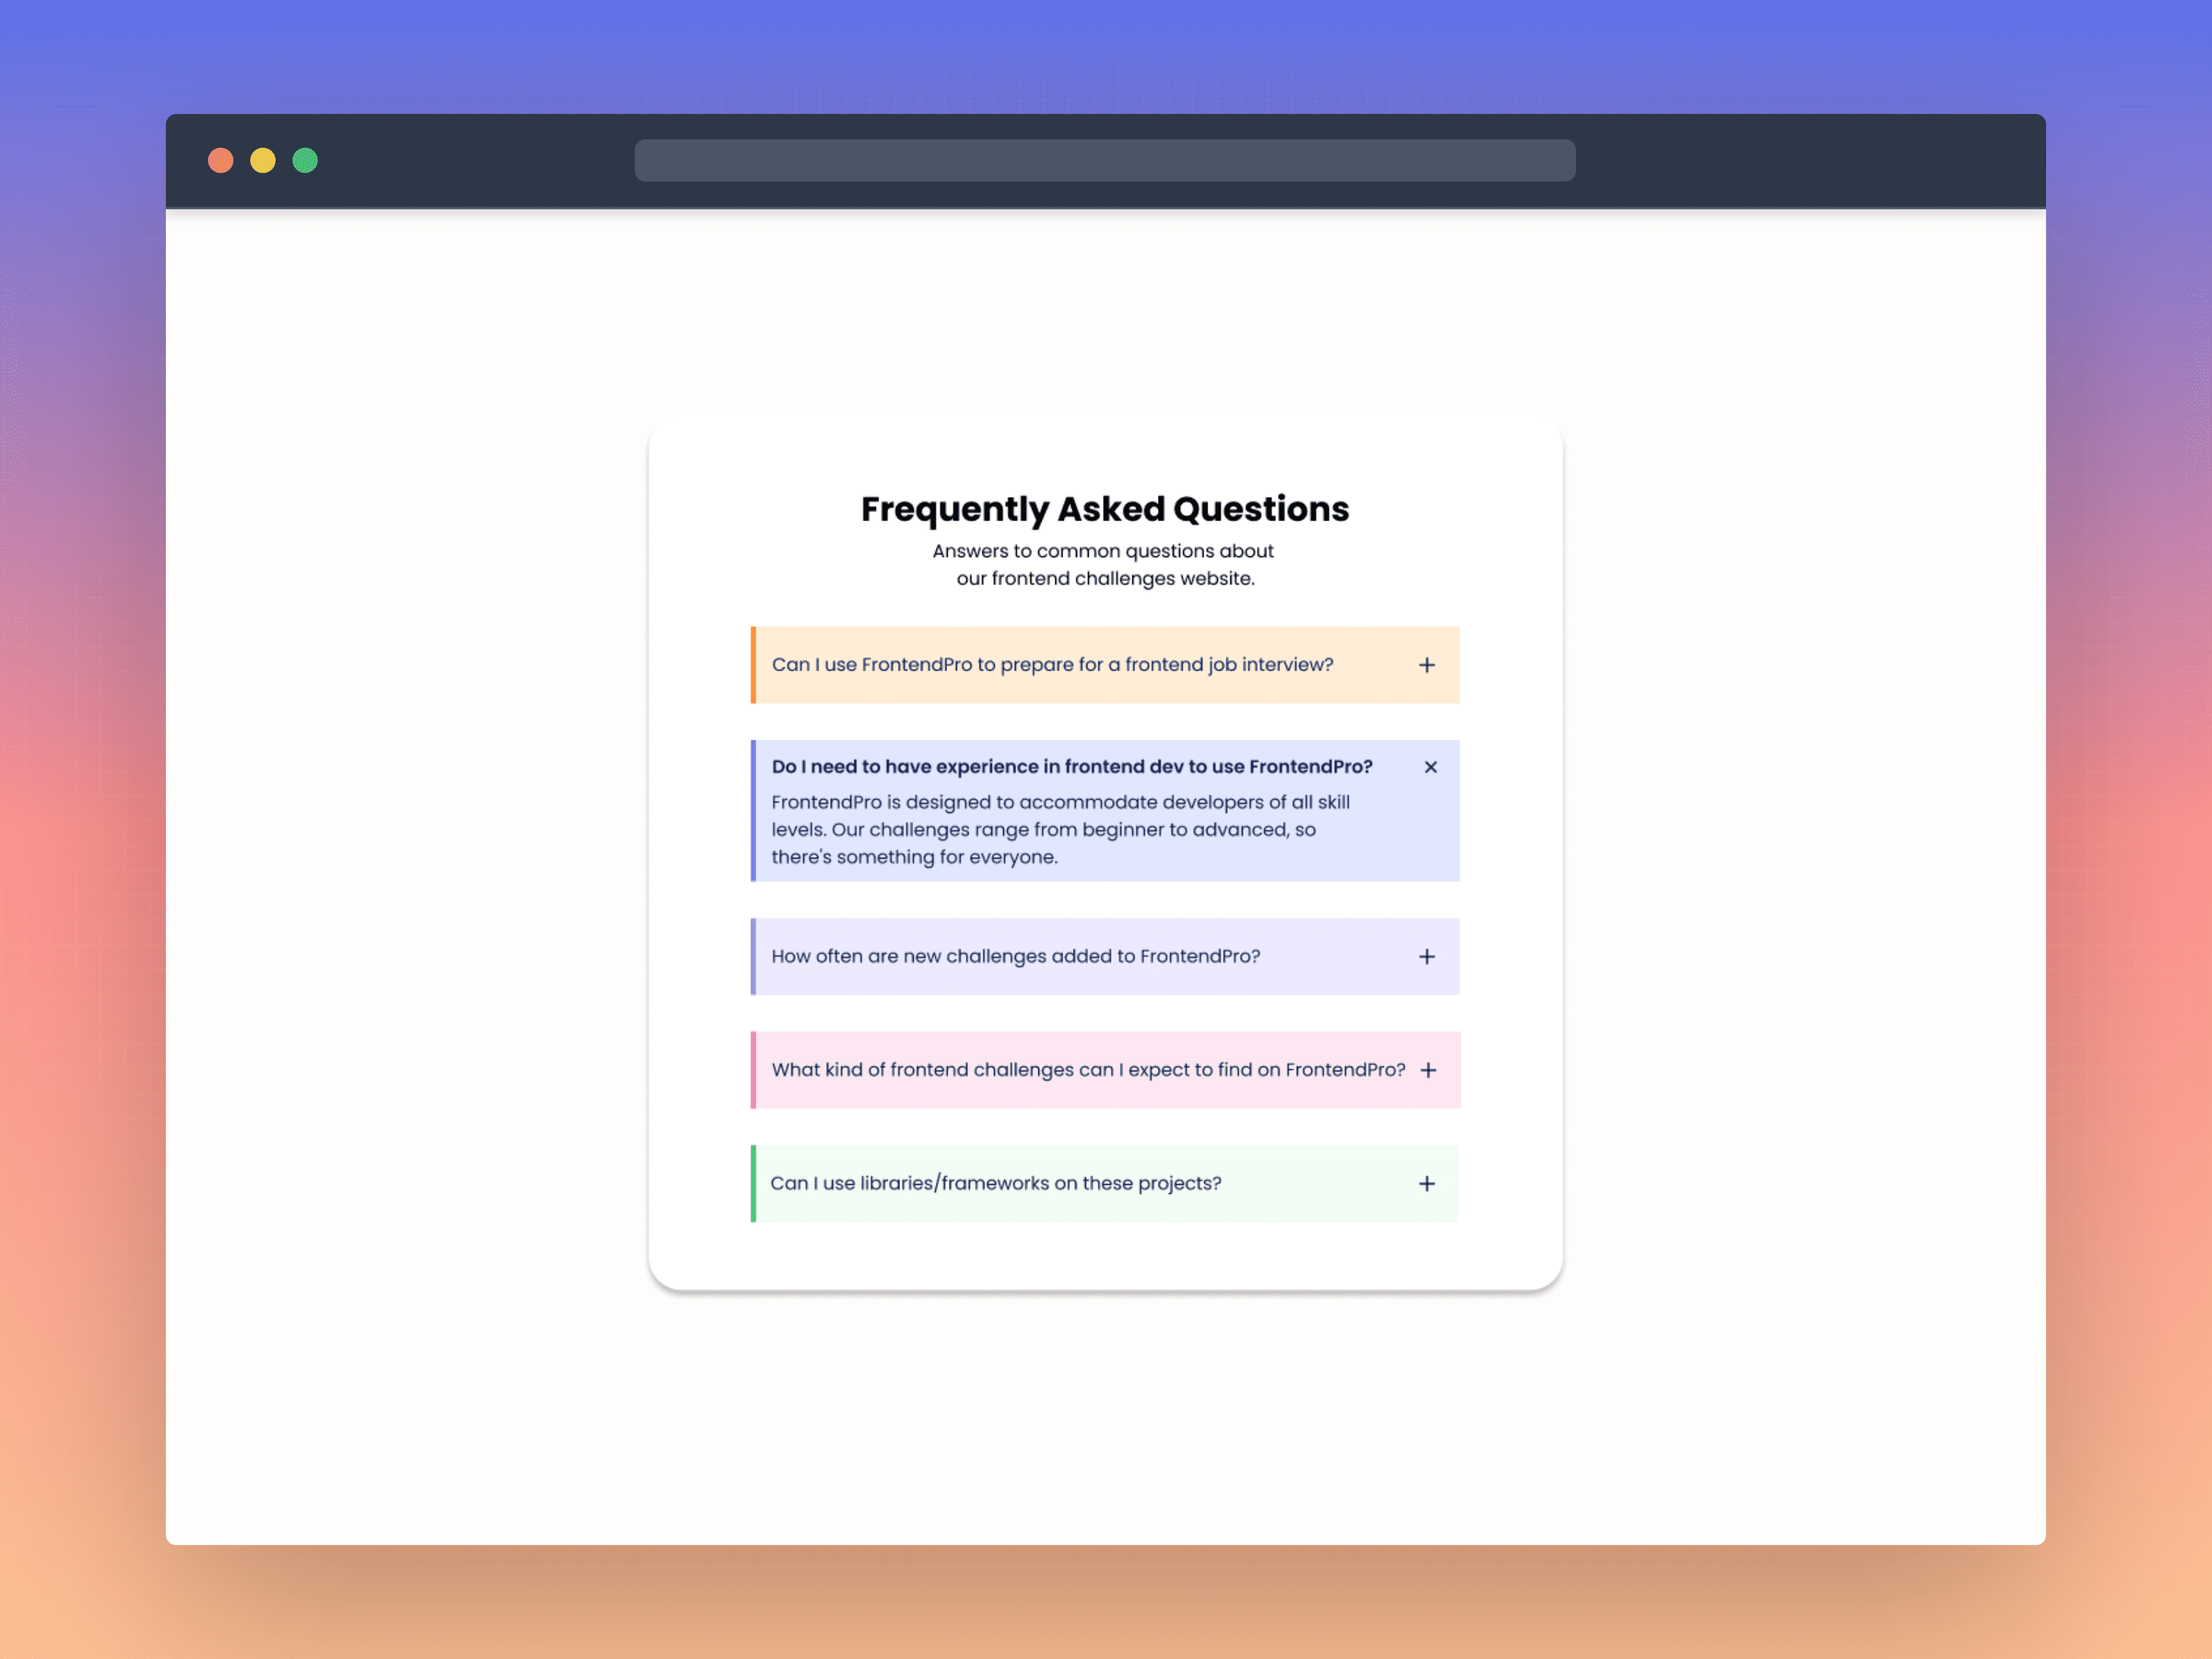 Frequently Asked Questions
Answers to common questions about
our frontend challenges website.
Can I use FrontendPro to prepare for a frontend job interview?
Do I need to have experience in frontend dev to use FrontendPro?
FrontendPro is designed to accommodate developers of all skill
levels. Our challenges range from beginner to advanced, so
there's something for everyone.
How often are new challenges added to FrontendPro?
What kind of frontend challenges can I expect to find on FrontendPro?
Can I use libraries/frameworks on these projects?